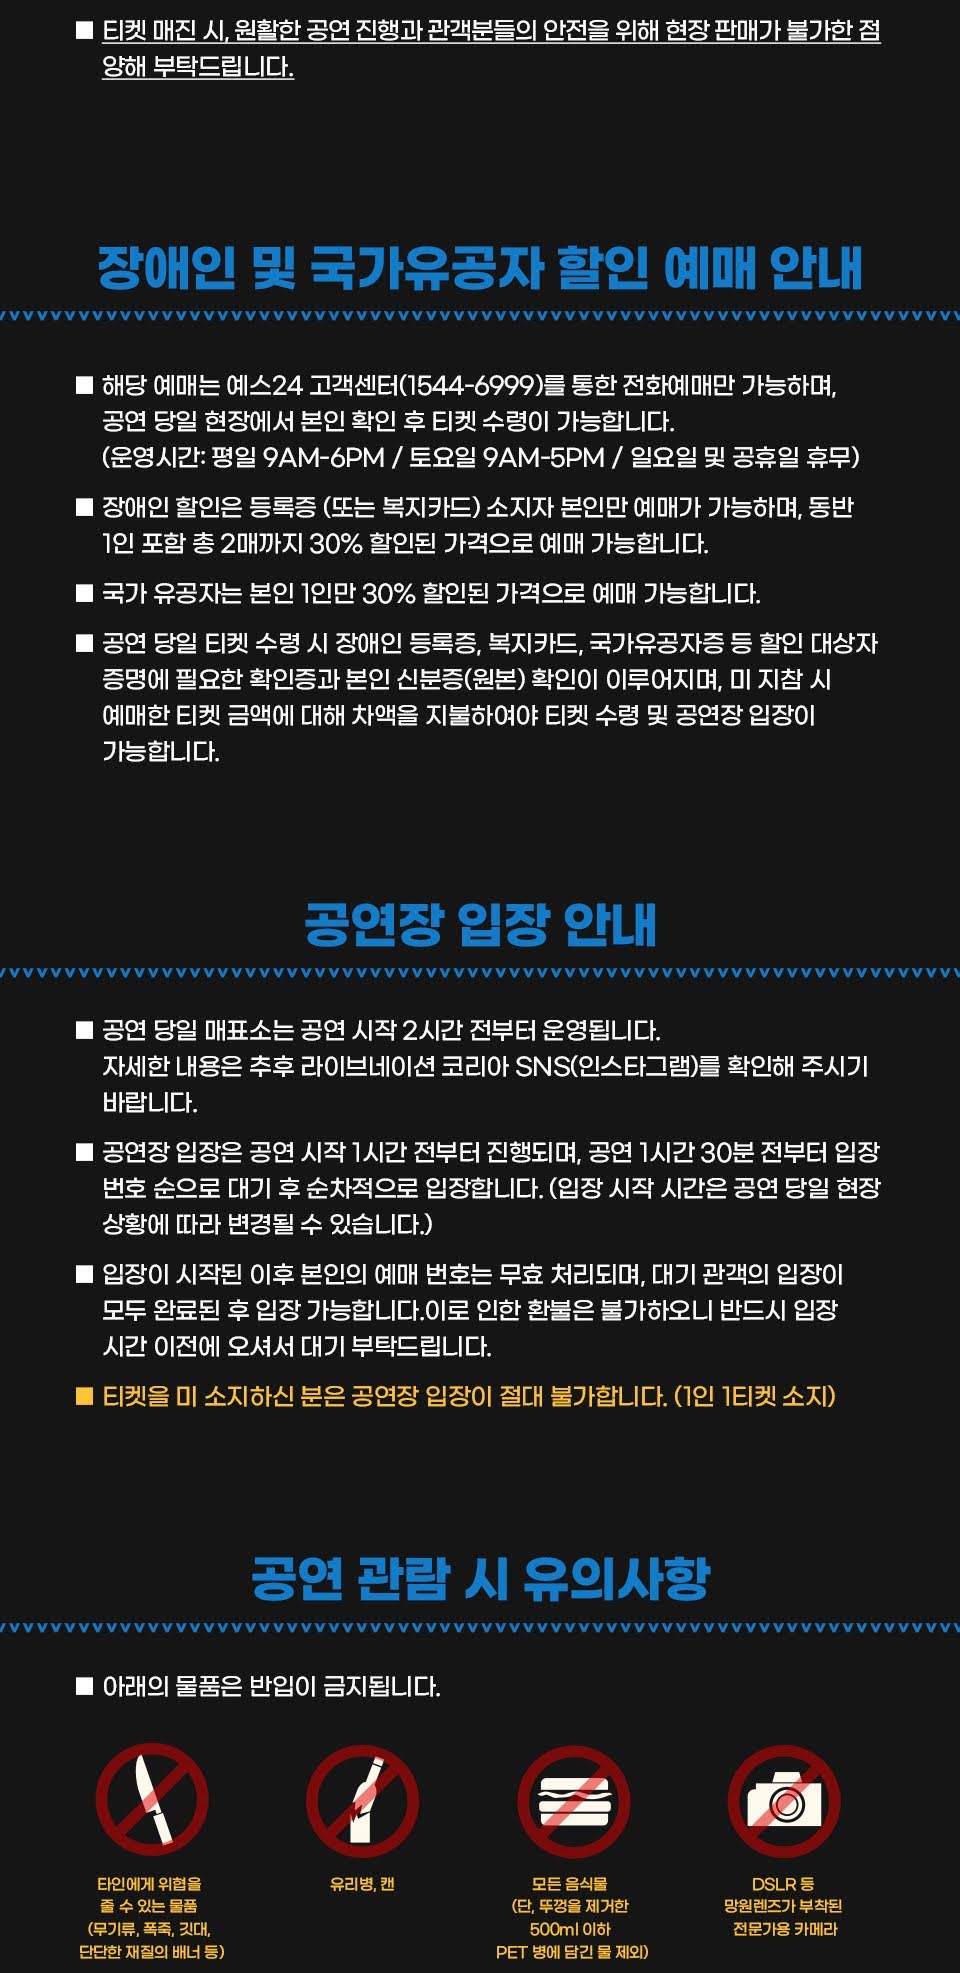 ■ 티켓 매진 시, 원활한 공연 진행과 관객분들의 안전을 위해 현장 판매가 불가한 점
양해 부탁드립니다.
장애인 및 국가유공자 할인 예매 안내
■ 해당 예매는 예스24 고객센터(1544-6999)를 통한 전화예매만 가능하며,
공연 당일 현장에서 본인 확인 후 티켓 수령이 가능합니다.
(운영시간: 평일 9AM-6PM / 토요일 9AM-5PM / 일요일 및 공휴일 휴무)
■ 장애인 할인은 등록증 (또는 복지카드) 소지자 본인만 예매가 가능하며, 동반
1인 포함 총 2매까지 30% 할인된 가격으로 예매 가능합니다.
■ 국가 유공자는 본인 1인만 30% 할인된 가격으로 예매 가능합니다.
■ 공연 당일 티켓 수령 시 장애인 등록증, 복지카드, 국가유공자증 등 할인 대상자
증명에 필요한 확인증과 본인 신분증(원본) 확인이 이루어지며, 미 지참 시
예매한 티켓 금액에 대해 차액을 지불하여야 티켓 수령 및 공연장 입장이
가능합니다.
공연장 입장 안내
■ 공연 당일 매표소는 공연 시작 2시간 전부터 운영됩니다.
자세한 내용은 추후 라이브네이션 코리아 SNS(인스타그램)를 확인해 주시기
바랍니다.
■ 공연장 입장은 공연 시작 1시간 전부터 진행되며, 공연 1시간 30분 전부터 입장
번호 순으로 대기 후 순차적으로 입장합니다. (입장 시작 시간은 공연 당일 현장
상황에 따라 변경될 수 있습니다.)
■ 입장이 시작된 이후 본인의 예매 번호는 무효 처리되며, 대기 관객의 입장이
모두 완료된 후 입장 가능합니다.이로 인한 환불은 불가하오니 반드시 입장
시간 이전에 오셔서 대기 부탁드립니다.
■ 티켓을 미 소지하신 분은 공연장 입장이 절대 불가합니다. (1인 1티켓 소지)
공연 관람 시 유의사항
■ 아래의 물품은 반입이 금지됩니다.
타인에게 위협을
줄 수 있는 물품
(무기류, 폭죽, 깃대,
단단한 재질의 배너 등)
유리병, 캔
모든 음식물
(단, 뚜껑을 제거한
500ml 이하
PET 병에 담긴 물 제외)
DSLR 등
망원렌즈가 부착된
전문가용 카메라